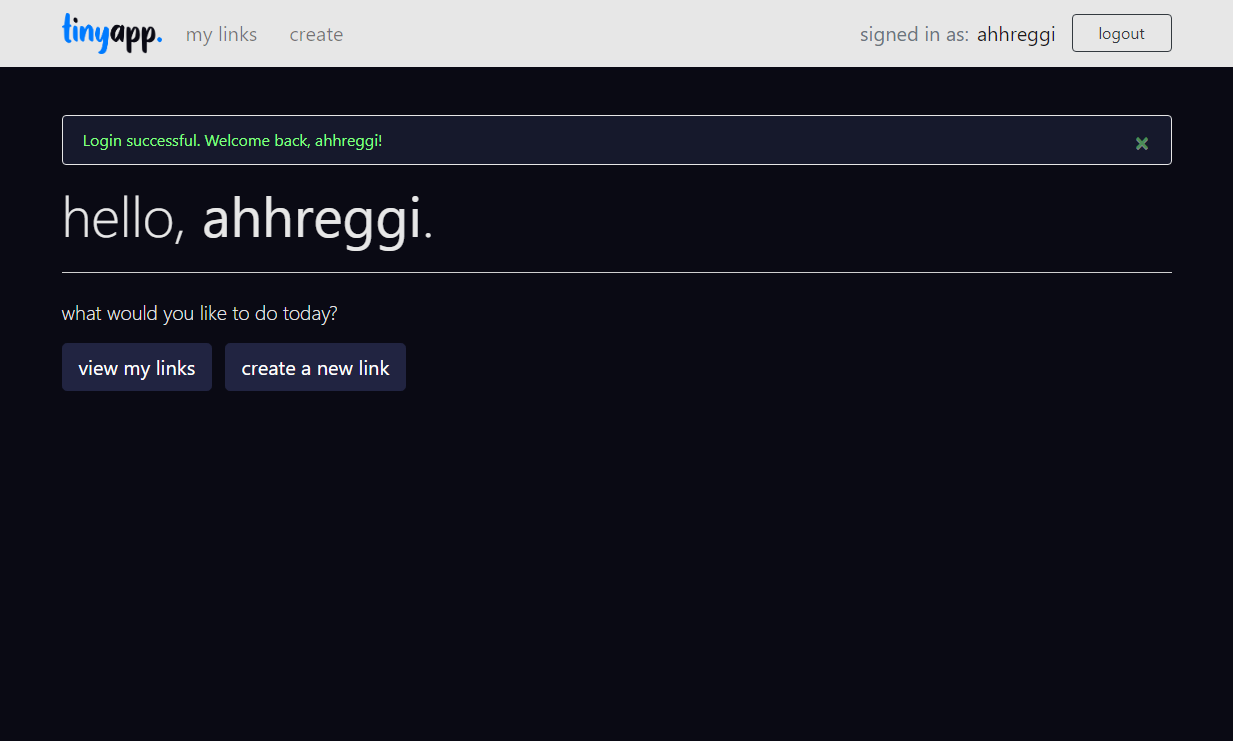 tinyapp. my links create signed in as: ahhreggi logout
Login successful. Welcome back, ahhreggi! ×
hello, ahhreggi.
what would you like to do today?
view my links create a new link